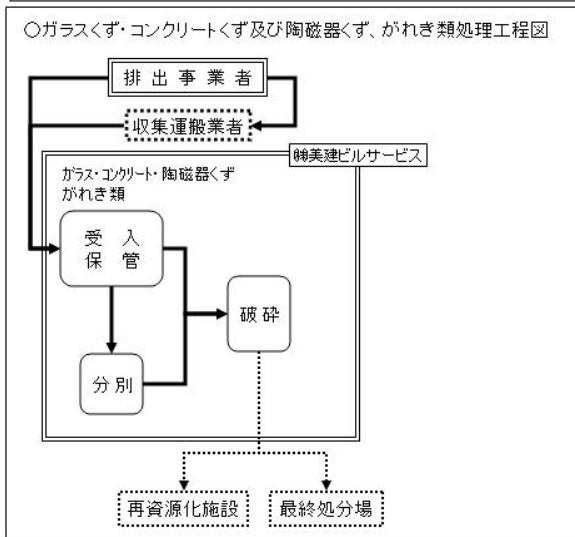 ○ガラスくず・コンクリートくず及び陶磁器くず、がれき類処理工程図
排出事業者
収集運搬業者
㈱美建ビルサービス
ガラス・コンクリート・陶磁器くず
がれき類
受入
保管
破砕
分別
再資源化施設
最終処分場